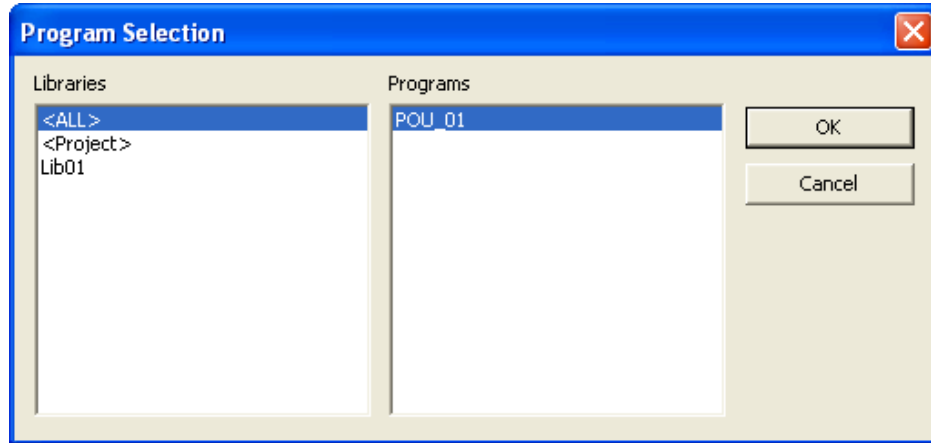 Program Selection
Libraries
Programs
<ALL>
<Project>
Lib01
POU_01
OK
Cancel